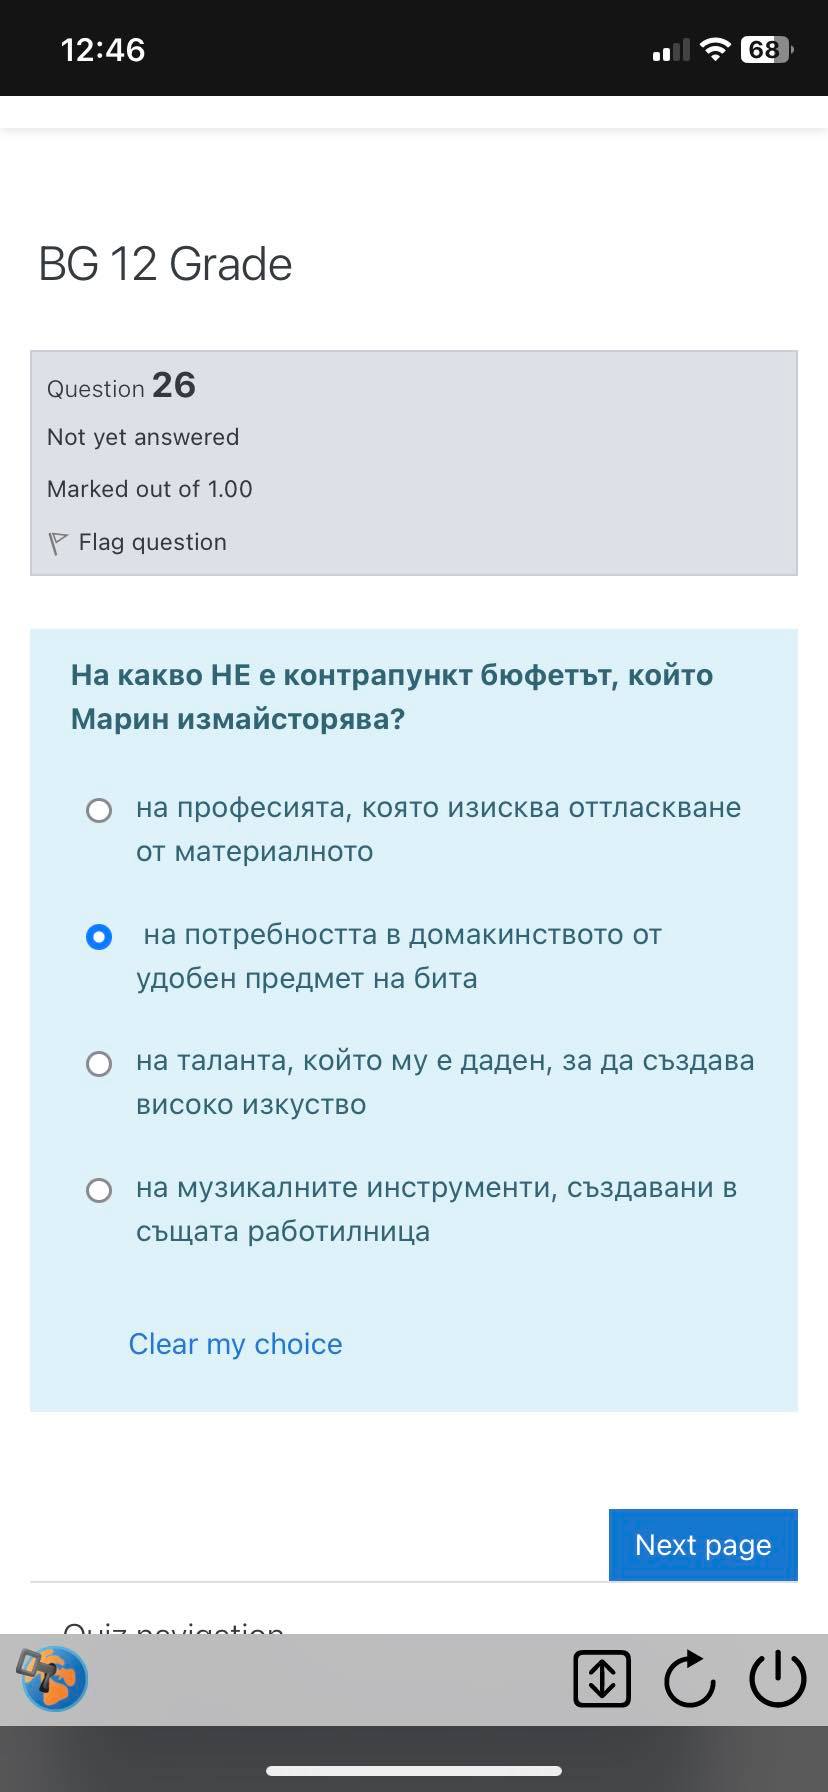 12:46
68
BG 12 Grade
Question 26
Not yet answered
Marked out of 1.00
Flag question
На какво НЕ е контрапункт бюфетът, който
Марин измайсторява?
на професията, която изисква оттласкване
от материалното
на потребността в домакинството от
удобен предмет на бита
на таланта, който му е даден, за да създава
високо изкуство
на музикалните инструменти, създавани в
същата работилница
Clear my choice
Next page
Quiz navigation